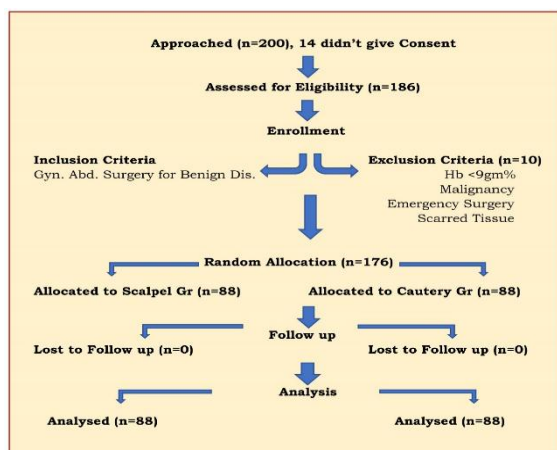 Approached (n=200), 14 didn't give Consent
Assessed for Eligibility (n=186)
Enrollment
Inclusion Criteria
Gyn. Abd. Surgery for Benign Dis.
Exclusion Criteria (n=10)
Hb <9gm%
Malignancy
Emergency Surgery
Scarred Tissue
Random Allocation (n=176)
Allocated to Scalpel Gr (n=88)
Allocated to Cautery Gr (n=88)
Follow up
Lost to Follow up (n=0)
Lost to Follow up (n=0)
Analysis
Analysed (n=88)
Analysed (n=88)